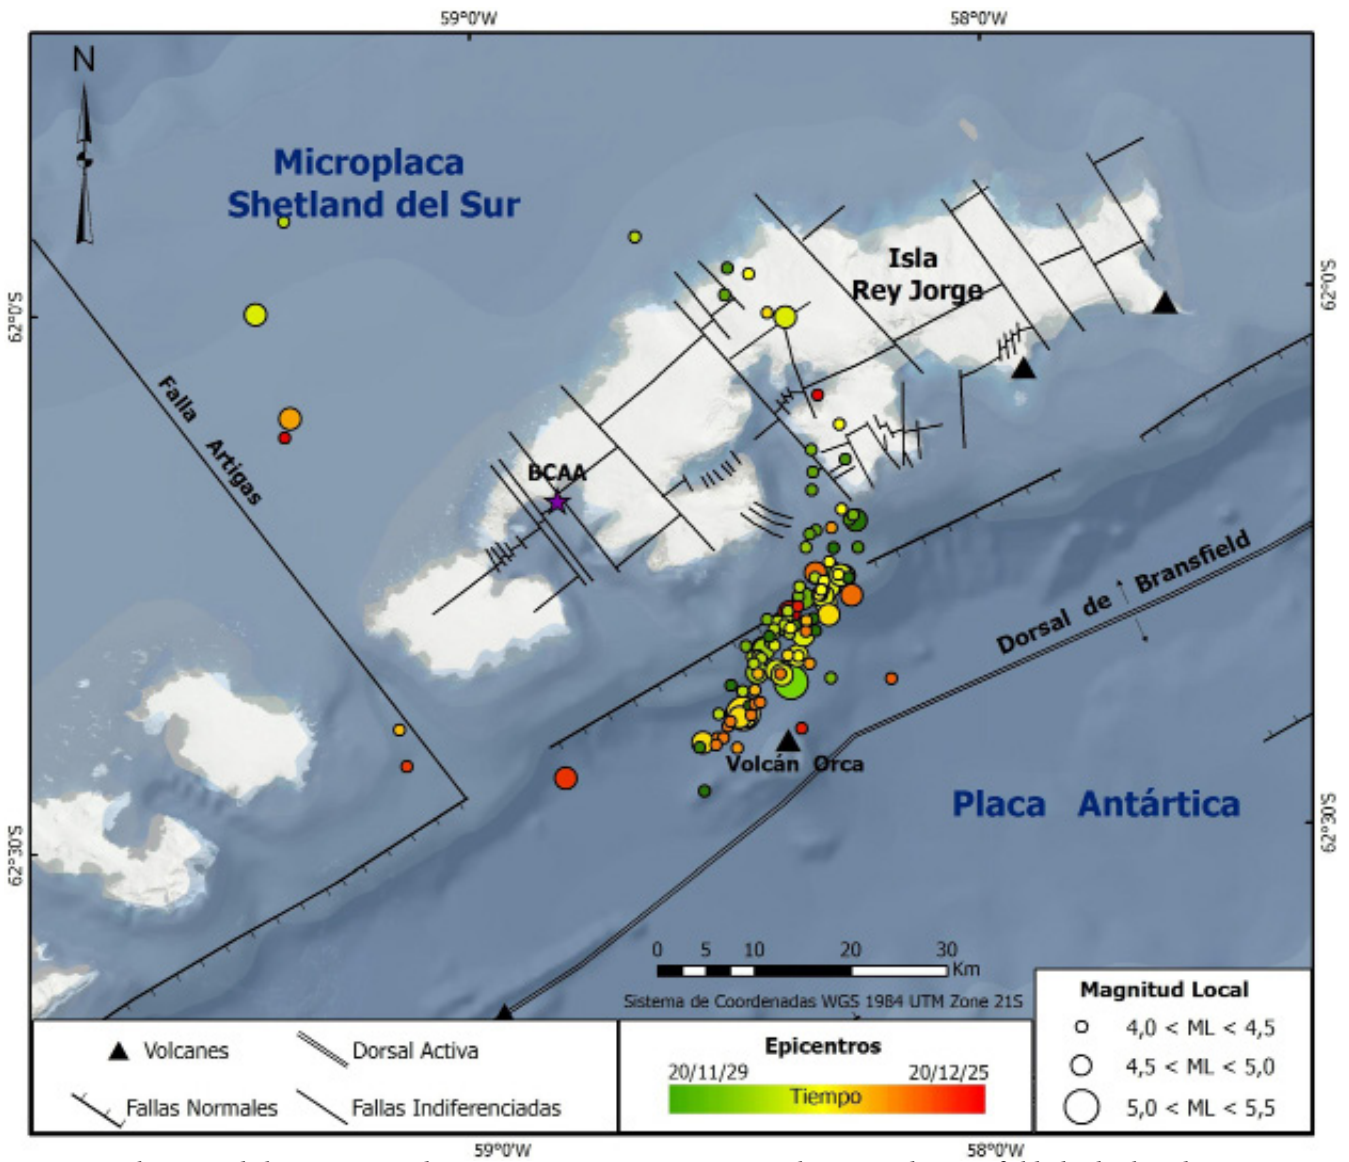 59°0'W
58°0'W
N
Microplaca
Shetland del Sur
Isla
Rey Jorge
62°0'S
62°0'S
Falla Artigas
BCAA
Dorsal de Bransfield
Volcán Orca
Placa Antártica
62°30'S
62°30'S
0 5 10 20 30
Km
Sistema de Coordenadas WGS 1984 UTM Zone 21S
Volcanes
Dorsal Activa
Fallas Normales
Fallas Indiferenciadas
Epicentros
20/11/29
20/12/25
Tiempo
Magnitud Local
4,0 < ML < 4,5
4,5 < ML < 5,0
5,0 < ML < 5,5
59°0'W
58°0'W